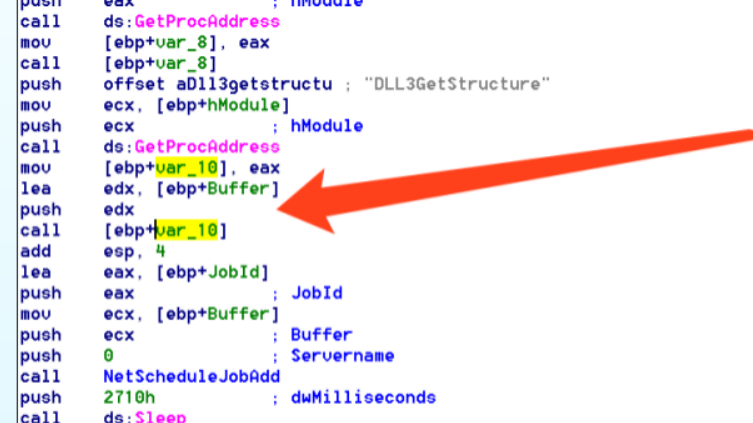 push eax ; hModule
call ds:GetProcAddress
mov [ebp+var_8], eax
call [ebp+var_8]
push offset aDll3getstructu ; "DLL3GetStructure"
mov ecx, [ebp+hModule]
push ecx ; hModule
call ds:GetProcAddress
mov [ebp+var_10], eax
lea edx, [ebp+Buffer]
push edx
call [ebp+var_10]
add esp, 4
lea eax, [ebp+JobId]
push eax ; JobId
mov ecx, [ebp+Buffer]
push ecx ; Buffer
push 0 ; Servername
call NetScheduleJobAdd
push 2710h ; dwMilliseconds
call ds:Sleep